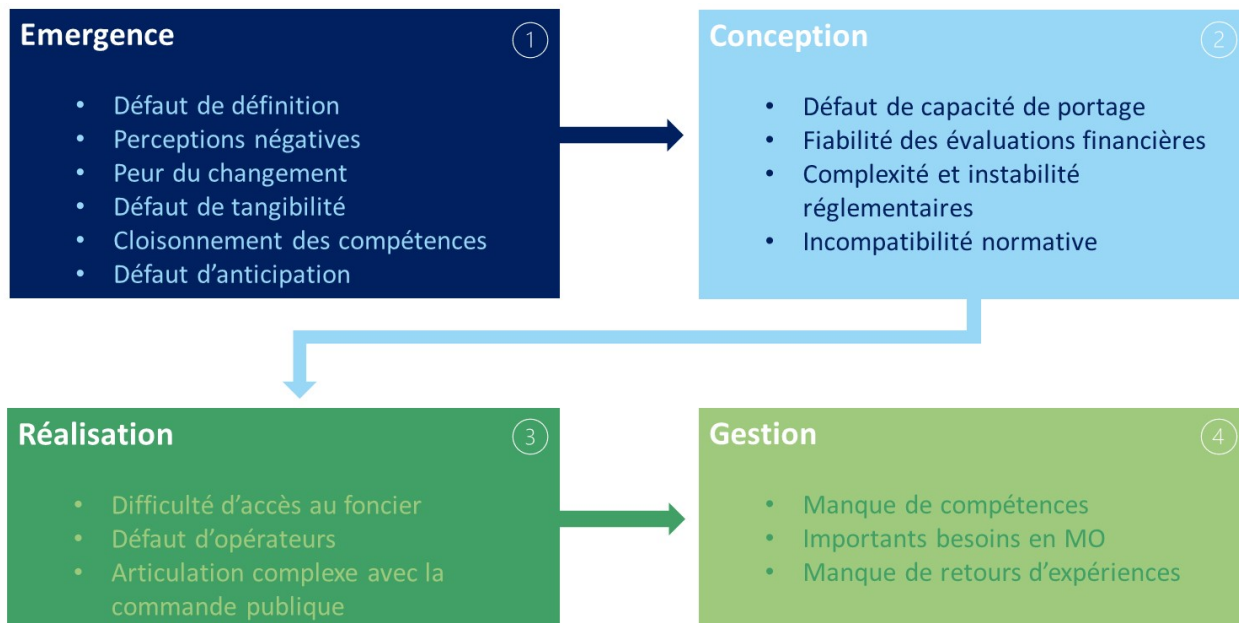 Emergence
1
• Défaut de définition
• Perceptions négatives
• Peur du changement
• Défaut de tangibilité
• Cloisonnement des compétences
• Défaut d’anticipation
Conception
2
• Défaut de capacité de portage
• Fiabilité des évaluations financières
• Complexité et instabilité
réglementaires
• Incompatibilité normative
Réalisation
3
• Difficulté d’accès au foncier
• Défaut d’opérateurs
• Articulation complexe avec la
commande publique
Gestion
4
• Manque de compétences
• Importants besoins en MO
• Manque de retours d’expériences